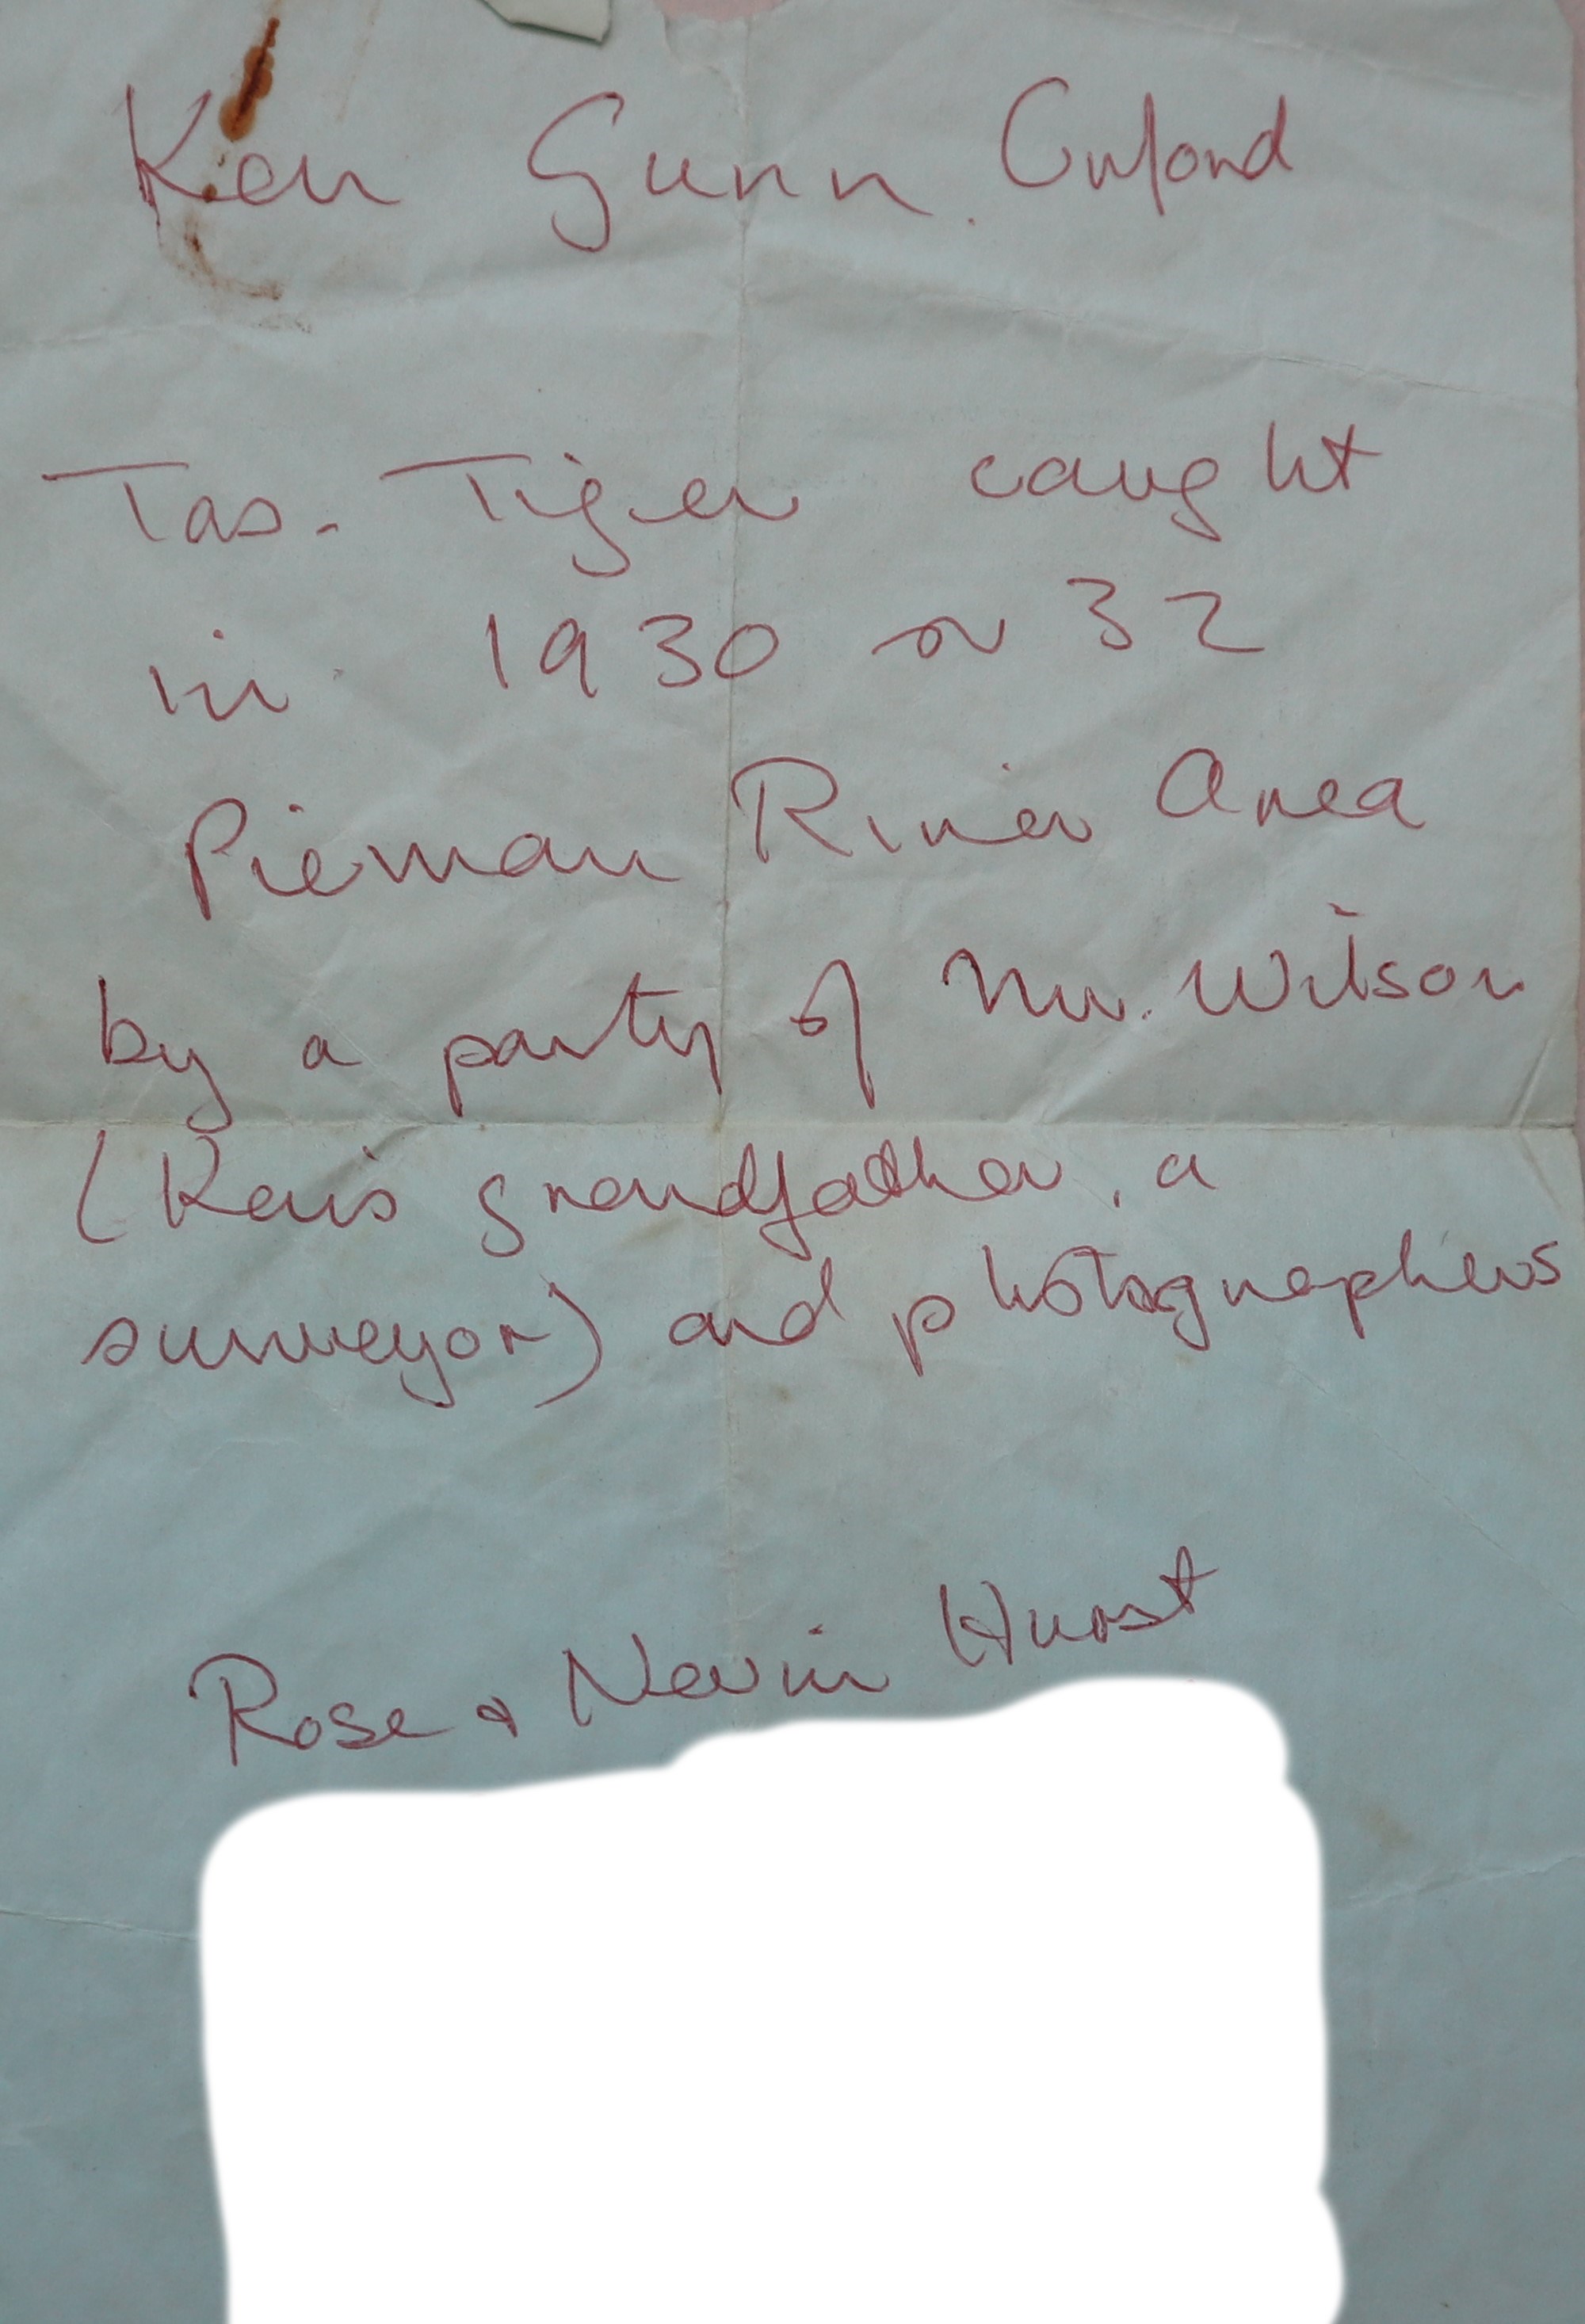 Ken Gunn. Orford
Tas. Tiger caught
in 1930 or 32
Pieman River Area
by a party of Mr. Wilson
(Ken's grandfather, a
surveyor) and photographers
Rose & Nevin Hurst